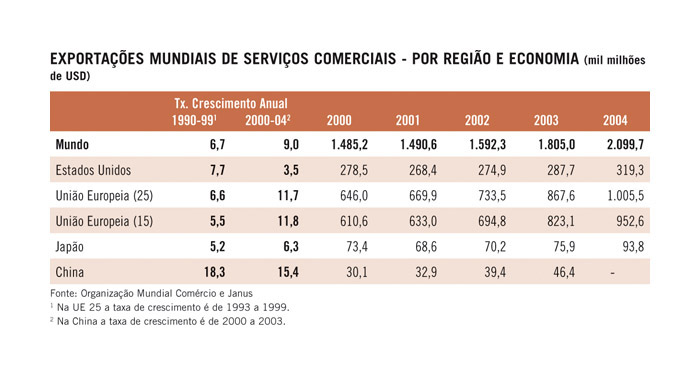 EXPORTAÇÕES MUNDIAIS DE SERVIÇOS COMERCIAIS - POR REGIÃO E ECONOMIA (mil milhões
de USD)
Tx. Crescimento Anual
1990-99¹ 2000-04² 2000 2001 2002 2003 2004
Mundo 6,7 9,0 1.485,2 1.490,6 1.592,3 1.805,0 2.099,7
Estados Unidos 7,7 3,5 278,5 268,4 274,9 287,7 319,3
União Europeia (25) 6,6 11,7 646,0 669,9 733,5 867,6 1.005,5
União Europeia (15) 5,5 11,8 610,6 633,0 694,8 823,1 952,6
Japão 5,2 6,3 73,4 68,6 70,2 75,9 93,8
China 18,3 15,4 30,1 32,9 39,4 46,4 -
Fonte: Organização Mundial Comércio e Janus
¹ Na UE 25 a taxa de crescimento é de 1993 a 1999.
² Na China a taxa de crescimento é de 2000 a 2003.